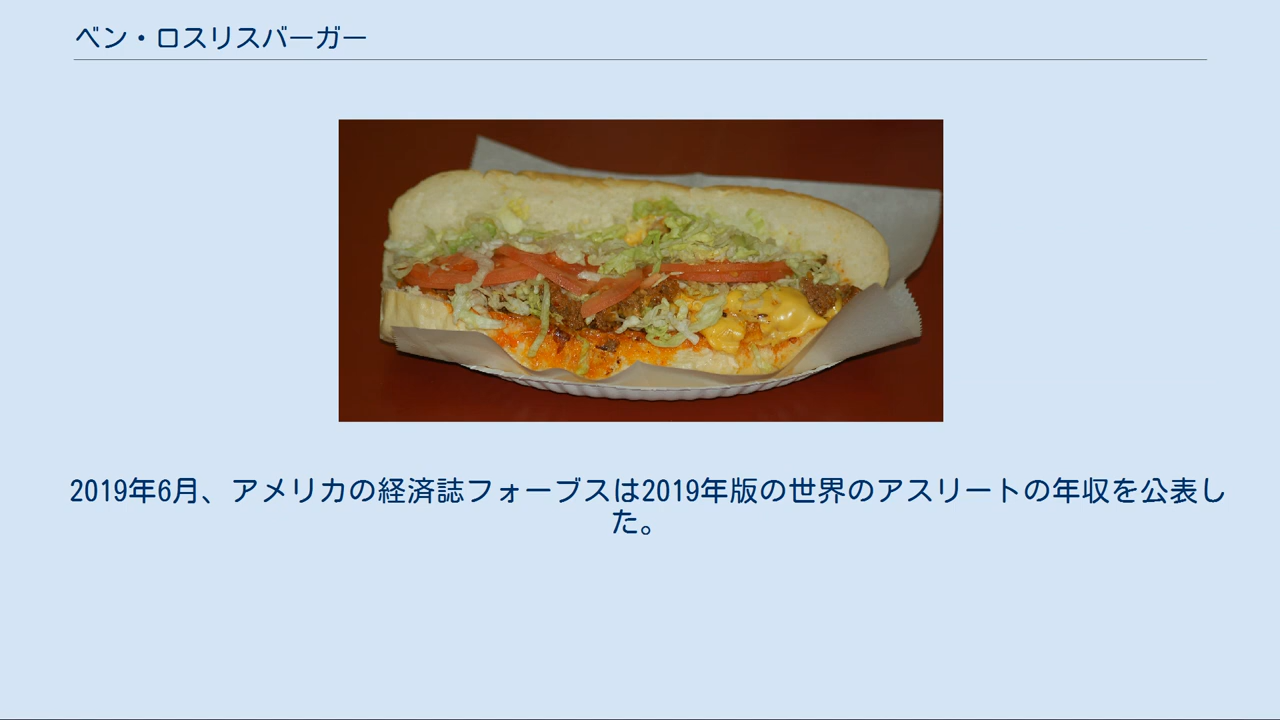 ベン・ロスリスバーガー
2019年6月、アメリカの経済誌フォーブスは2019年版の世界のアスリートの年収を公表し
た。